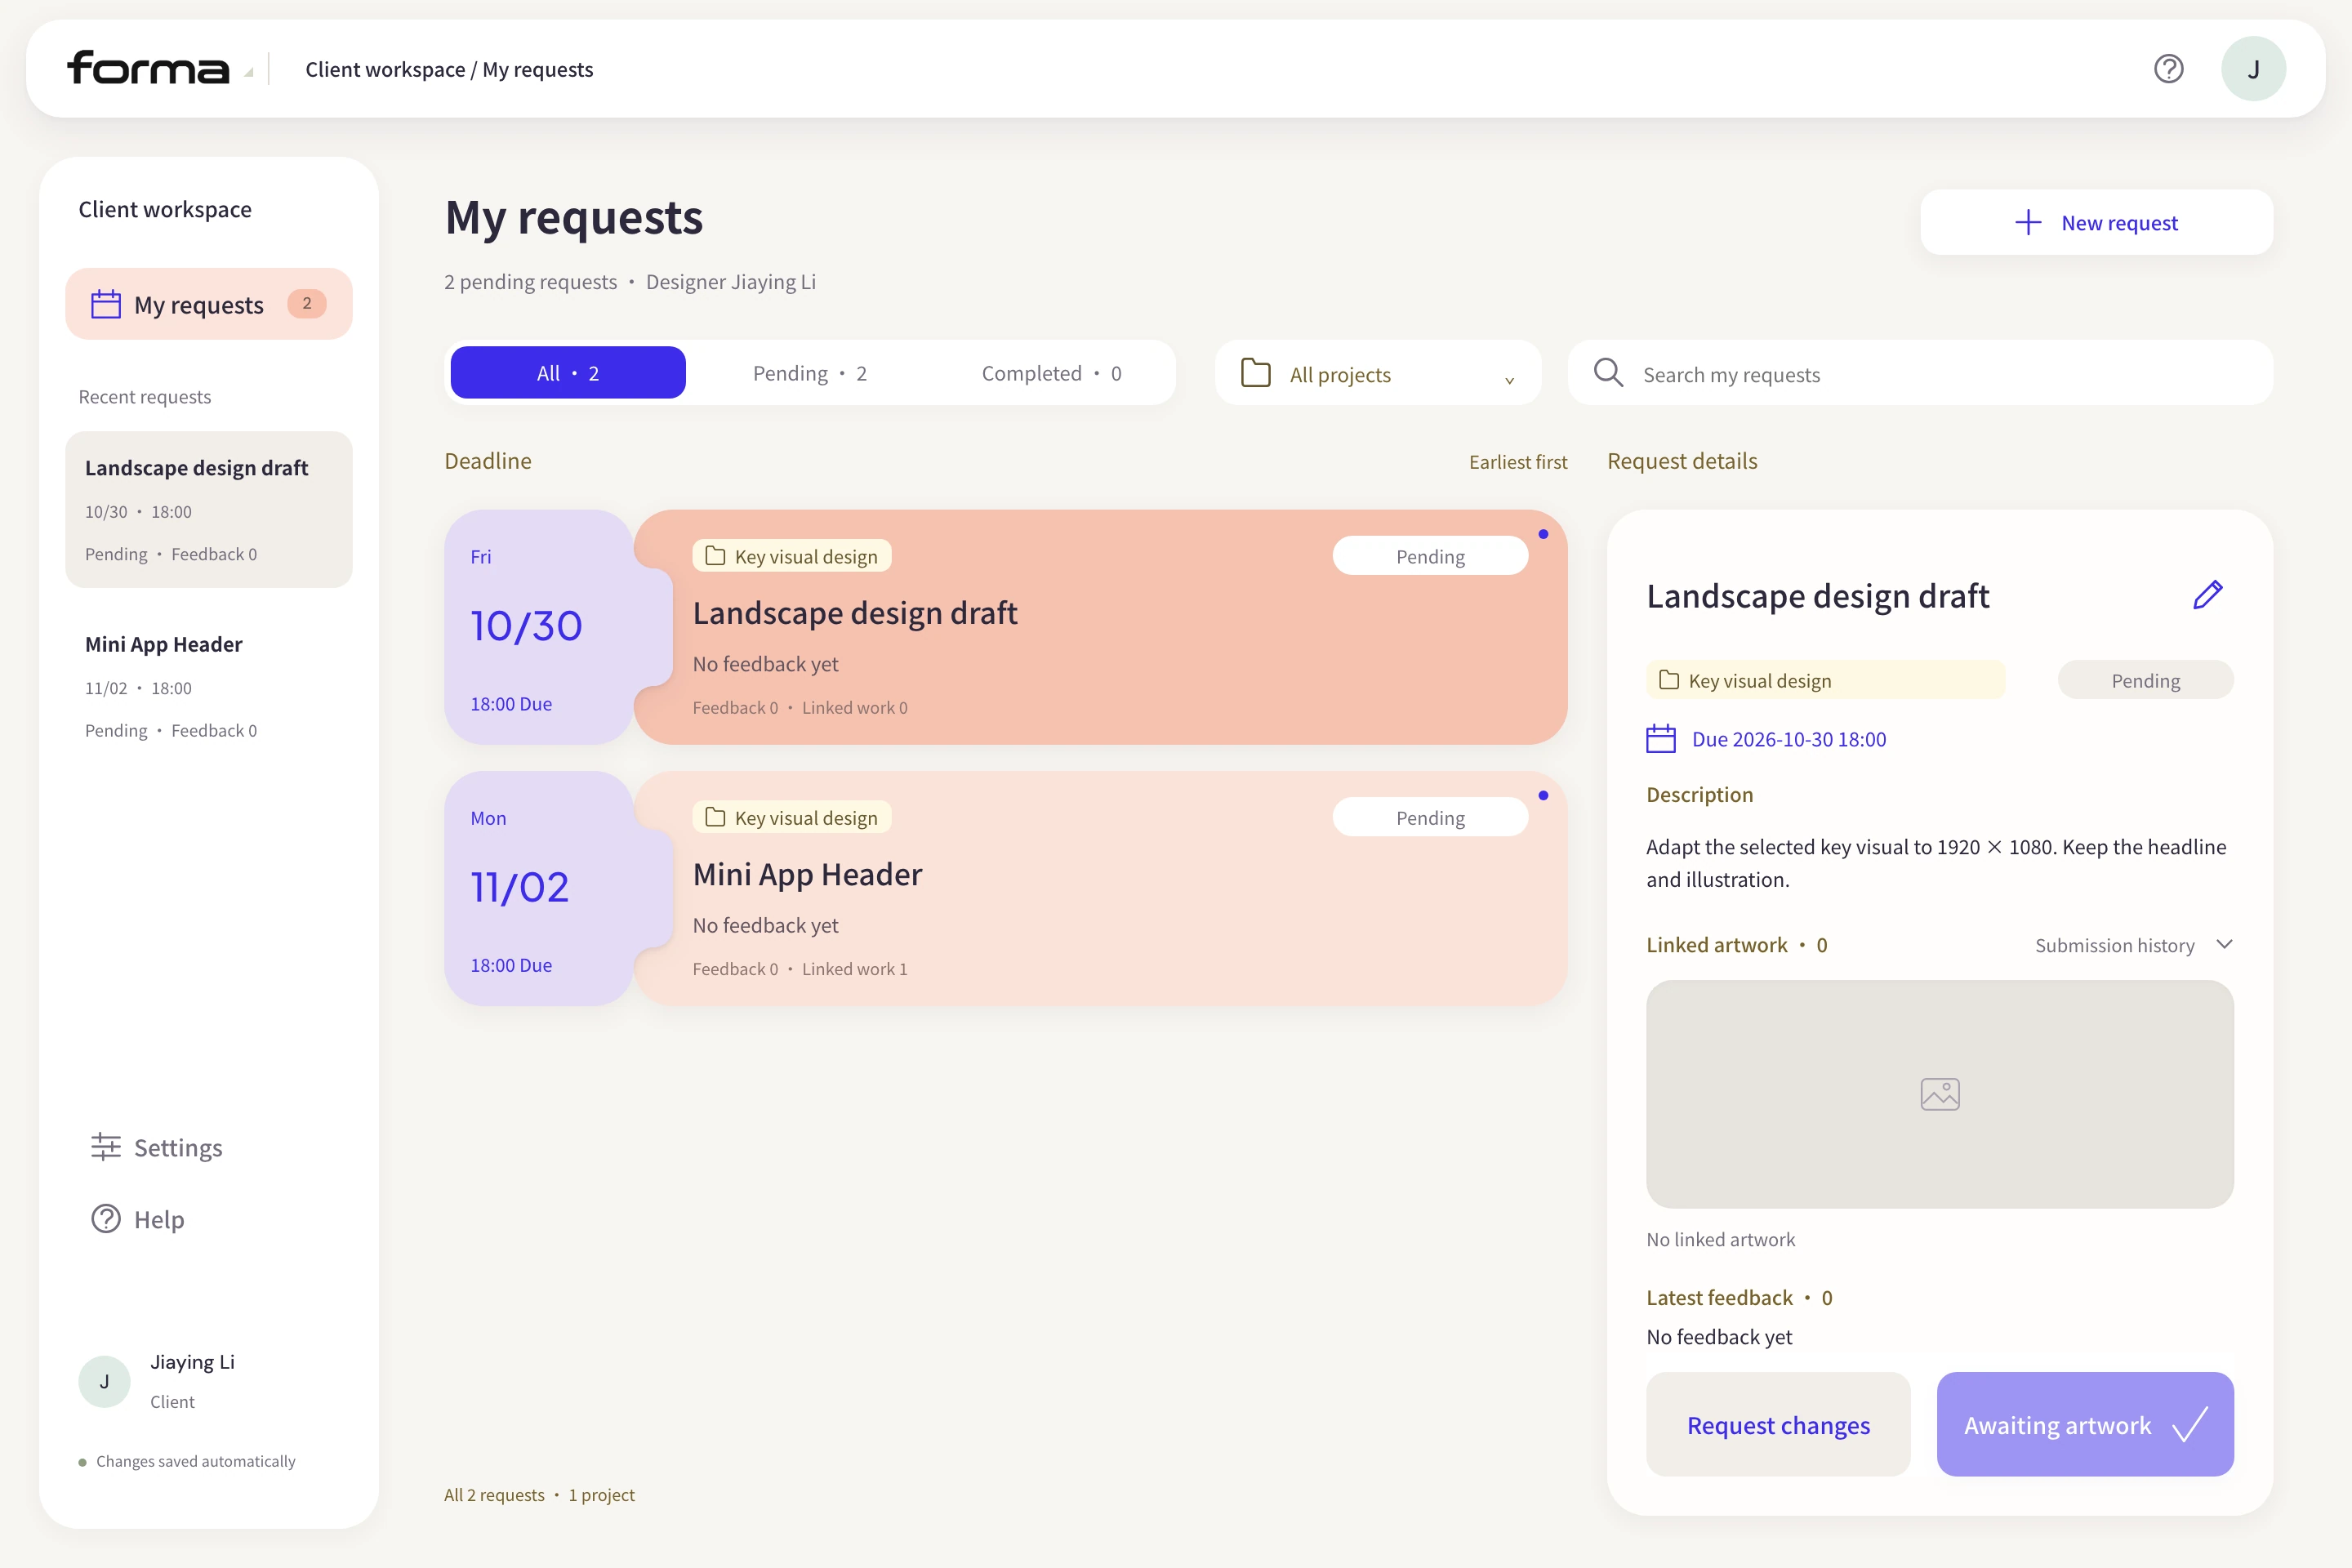 forma
Client workspace / My requests
J
Client workspace
My requests 2
Recent requests
Landscape design draft
10/30 • 18:00
Pending • Feedback 0
Mini App Header
11/02 • 18:00
Pending • Feedback 0
Settings
Help
J
Jiaying Li
Client
Changes saved automatically
My requests
2 pending requests • Designer Jiaying Li
New request
All • 2
Pending • 2
Completed • 0
All projects
Search my requests
Deadline
Earliest first
Fri
10/30
18:00 Due
Key visual design
Pending
Landscape design draft
No feedback yet
Feedback 0 • Linked work 0
Mon
11/02
18:00 Due
Key visual design
Pending
Mini App Header
No feedback yet
Feedback 0 • Linked work 1
All 2 requests • 1 project
Request details
Landscape design draft
Key visual design
Pending
Due 2026-10-30 18:00
Description
Adapt the selected key visual to 1920 × 1080. Keep the headline
and illustration.
Linked artwork • 0
Submission history
No linked artwork
Latest feedback • 0
No feedback yet
Request changes
Awaiting artwork